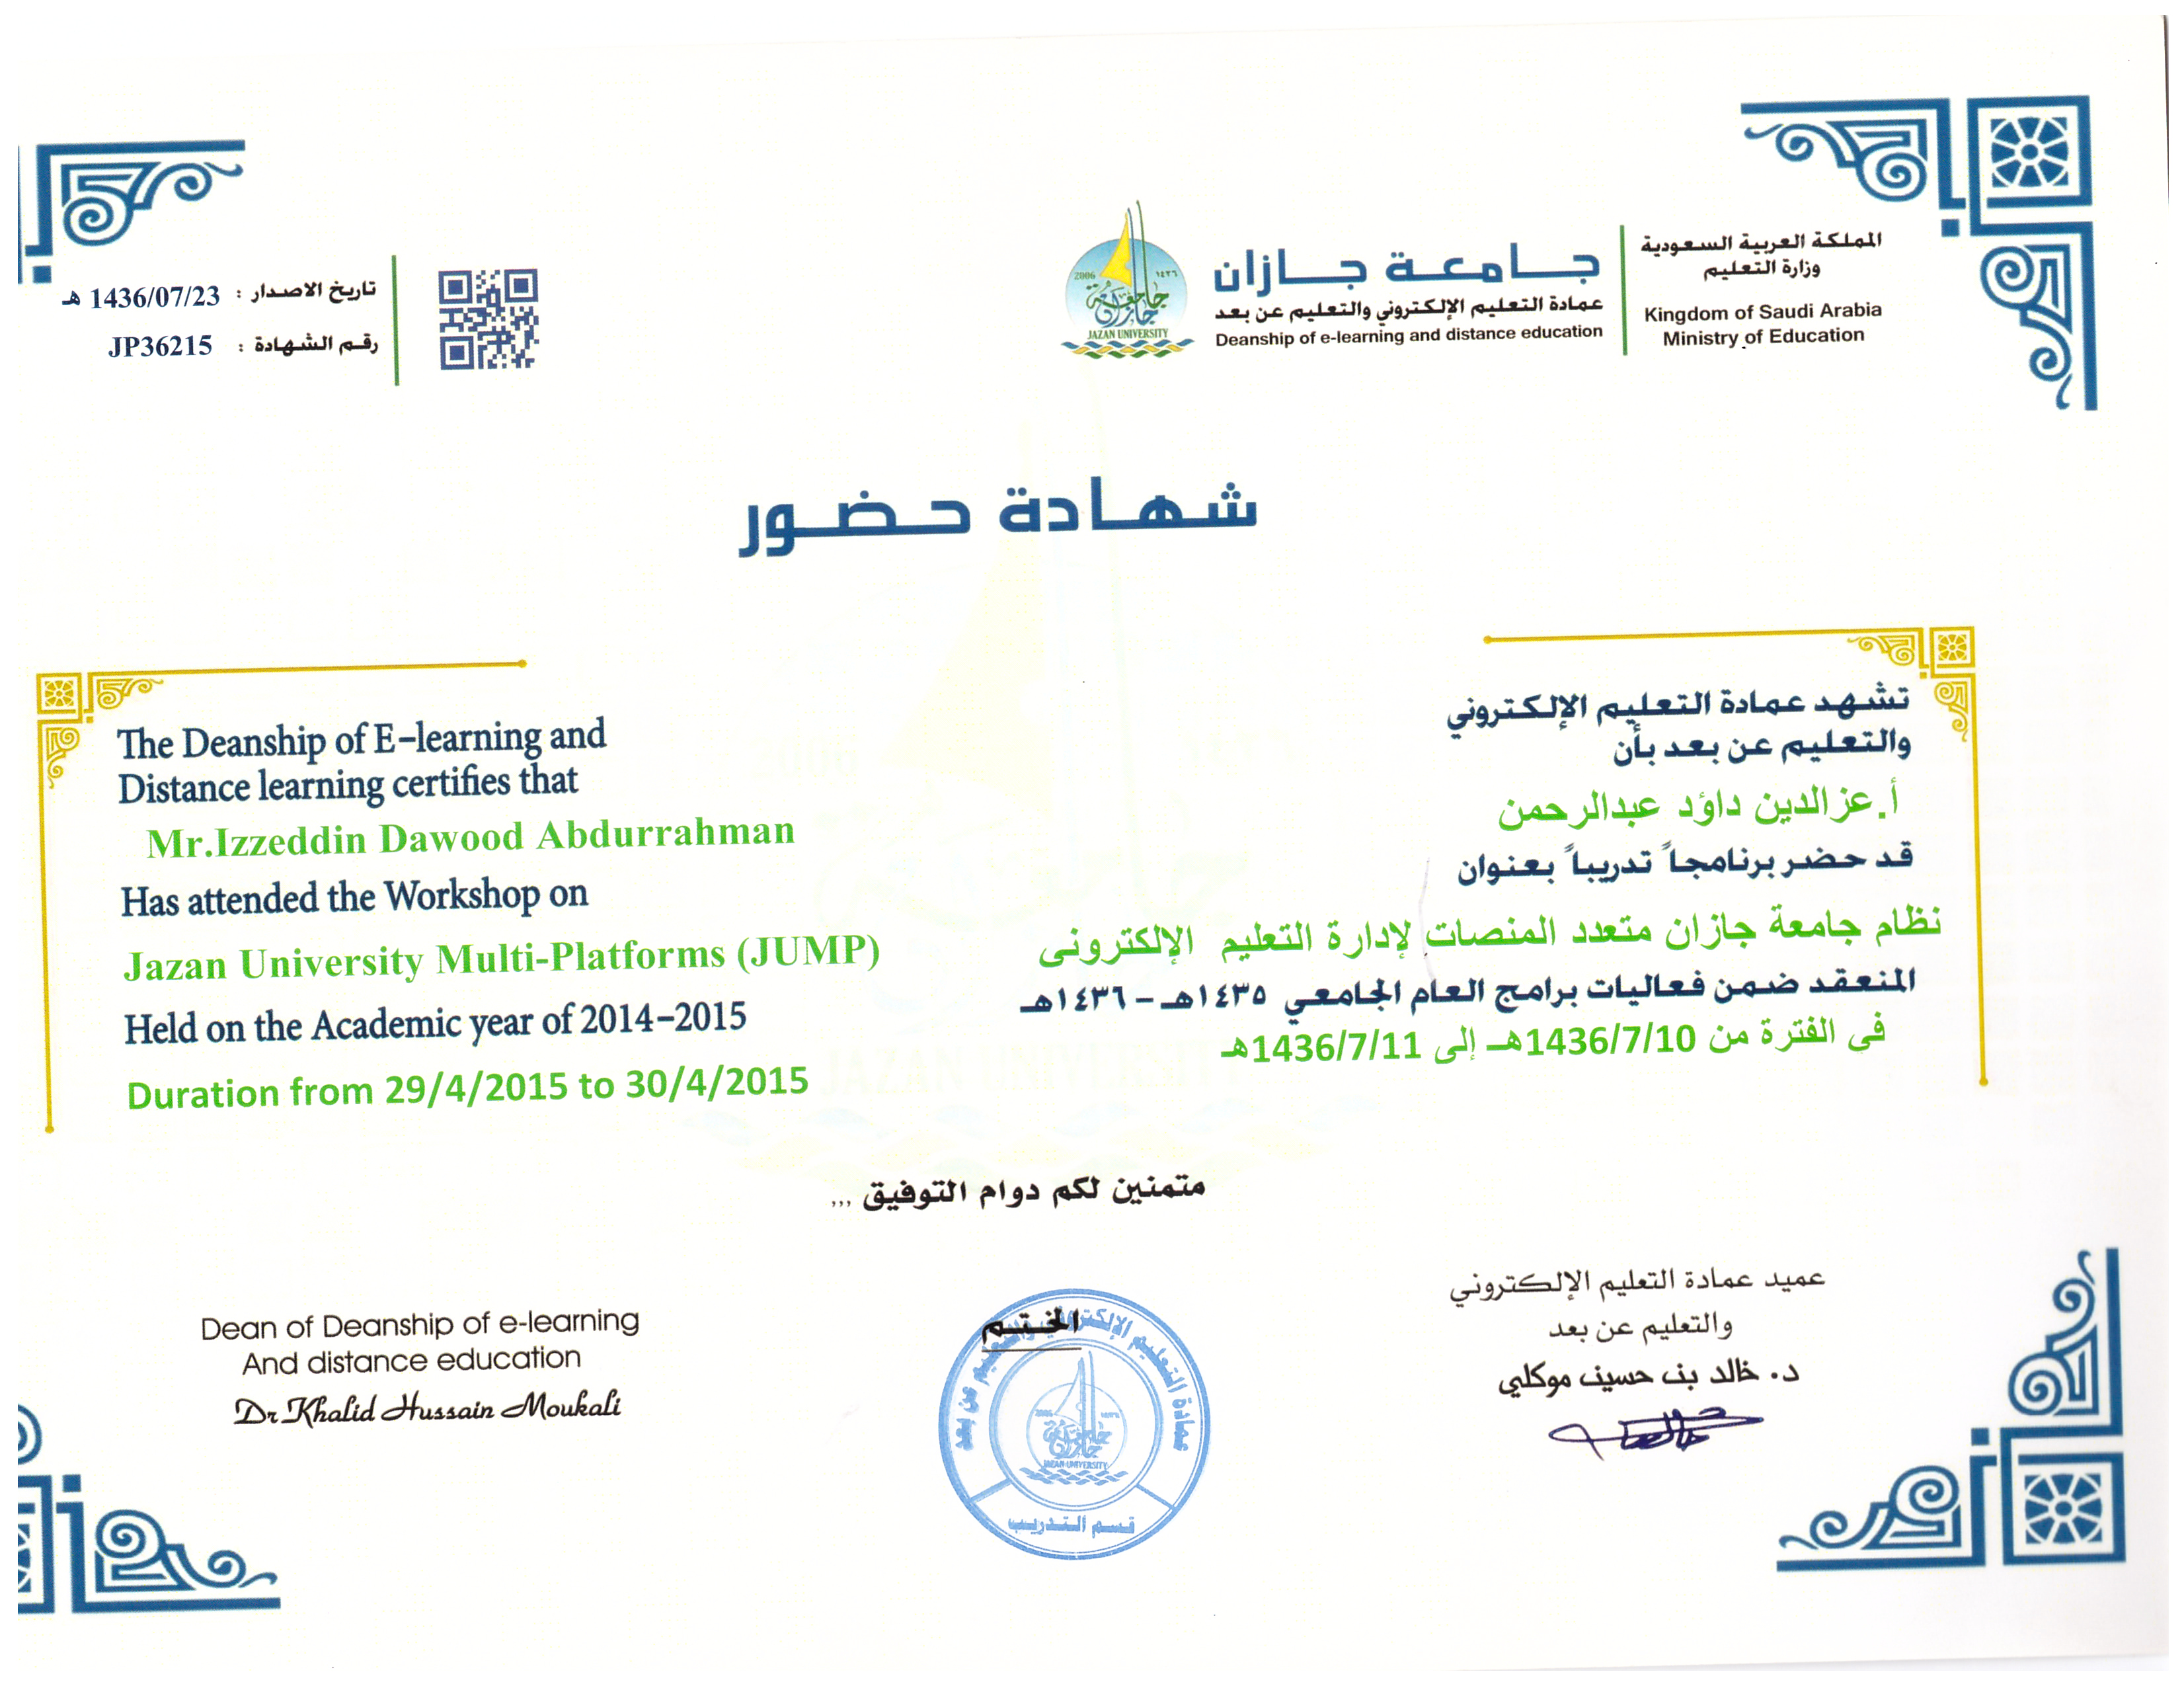 المملكة العربية السعودية
وزارة التعليم
Kingdom of Saudi Arabia
Ministry of Education
جامعة جازان
عمادة التعليم الإلكتروني والتعليم عن بعد
Deanship of e-learning and distance education
2006 ١٤٢٦
جامعة جازان
JAZAN UNIVERSITY
تاريخ الاصدار : 1436/07/23 هـ
رقم الشهادة : JP36215
شهادة حضور
تشهد عمادة التعليم الإلكتروني
والتعليم عن بعد بأن
أ.عزالدين داؤد عبدالرحمن
قد حضر برنامجاً تدريباً بعنوان
نظام جامعة جازان متعدد المنصات لإدارة التعليم الإلكترونى
المنعقد ضمن فعاليات برامج العام الجامعي ١٤٣٥هـ – ١٤٣٦هـ
فى الفترة من 1436/7/10هـ إلى 1436/7/11هـ
The Deanship of E-learning and
Distance learning certifies that
Mr.Izzeddin Dawood Abdurrahman
Has attended the Workshop on
Jazan University Multi-Platforms (JUMP)
Held on the Academic year of 2014-2015
Duration from 29/4/2015 to 30/4/2015
متمنين لكم دوام التوفيق ,,,
عميد عمادة التعليم الإلكتروني
والتعليم عن بعد
د. خالد بن حسين موكلي
الختم
عمادة التعليم الإلكتروني والتعليم عن بعد
جامعة جازان
JAZAN UNIVERSITY
قسم التدريب
Dean of Deanship of e-learning
And distance education
Dr Khalid Hussain Moukali